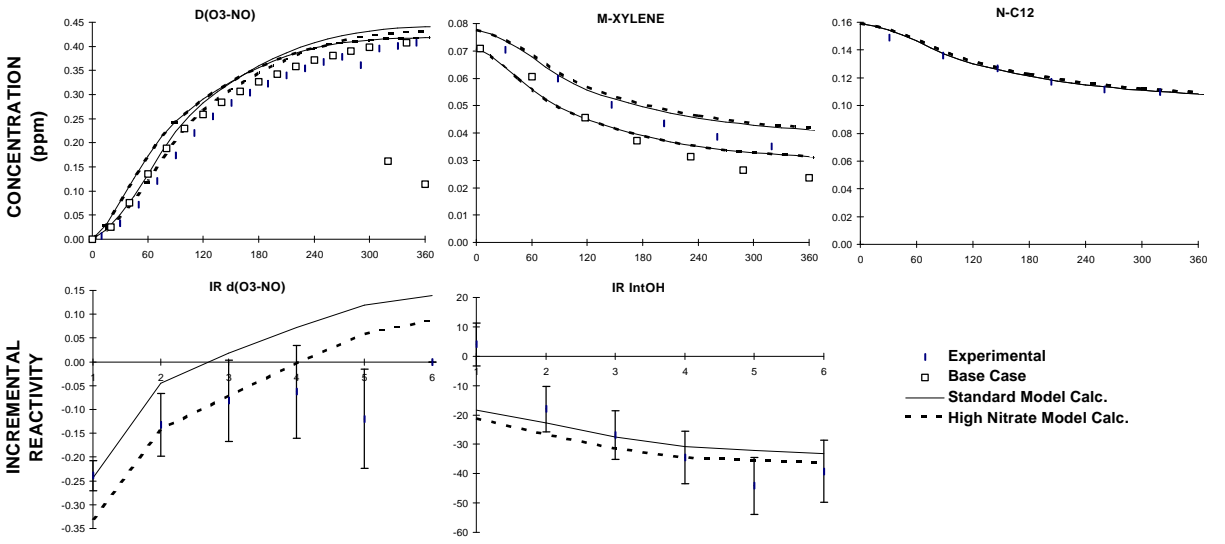 D(O3-NO)
M-XYLENE
N-C12
CONCENTRATION
(ppm)
0.45
0.40
0.35
0.30
0.25
0.20
0.15
0.10
0.05
0.00
0 60 120 180 240 300 360
0.08
0.07
0.06
0.05
0.04
0.03
0.02
0.01
0.00
0 60 120 180 240 300 360
0.16
0.14
0.12
0.10
0.08
0.06
0.04
0.02
0.00
0 60 120 180 240 300 360
IR d(O3-NO)
IR IntOH
INCREMENTAL
REACTIVITY
0.15
0.10
0.05
0.00
-0.05
-0.10
-0.15
-0.20
-0.25
-0.30
-0.35
1 2 3 4 5 6
20
10
0
-10
-20
-30
-40
-50
-60
1 2 3 4 5 6
Experimental
Base Case
Standard Model Calc.
High Nitrate Model Calc.